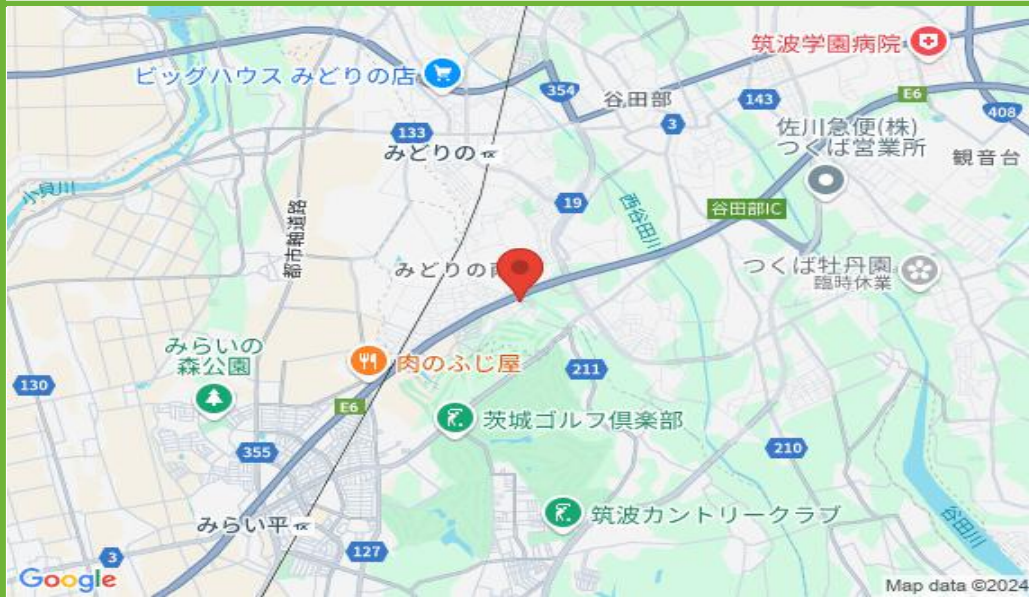 筑波学園病院
ビッグハウス みどりの店
354
谷田部
143
E6
408
133
3
佐川急便(株)
つくば営業所
観音台
みどりの
小貝川
19
西谷田川
谷田部IC
都市軸道路
みどりの南
つくば牡丹園
臨時休業
みらいの
森公園
肉のふじ屋
211
130
E6
茨城ゴルフ倶楽部
355
210
筑波カントリークラブ
みらい平
127
谷田川
3
Google
Map data ©2024